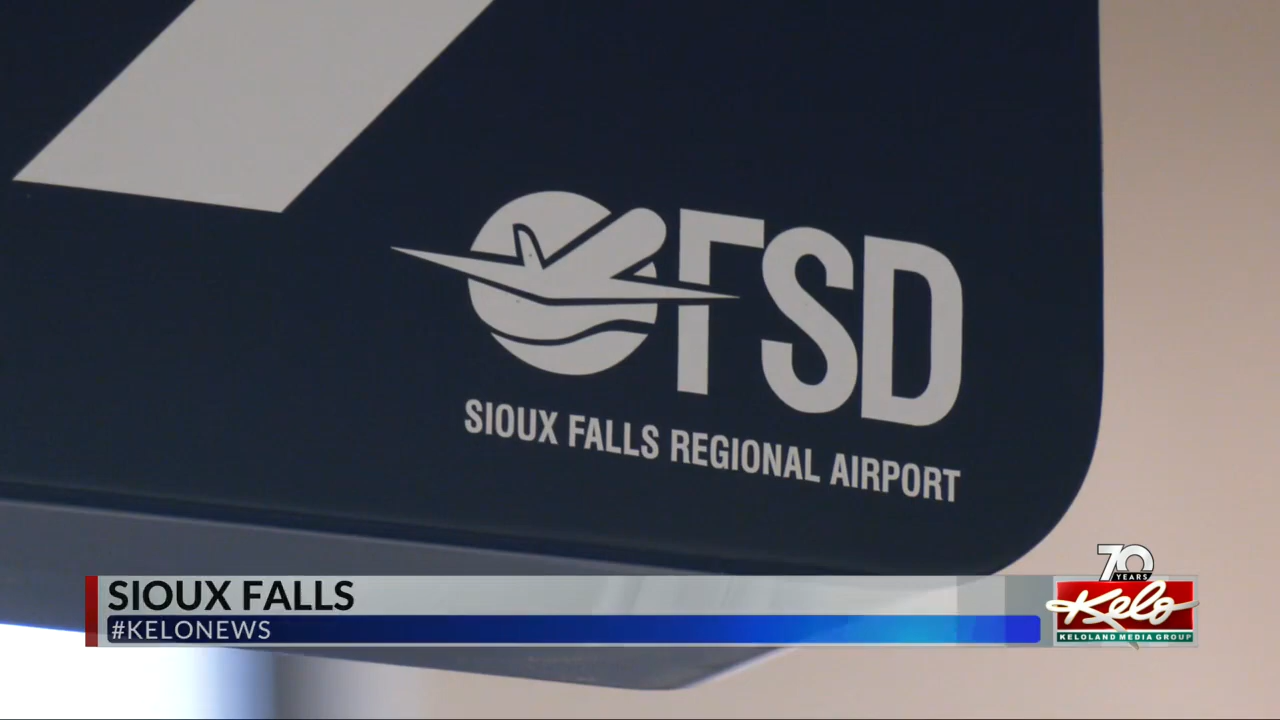 FSD
SIOUX FALLS REGIONAL AIRPORT
SIOUX FALLS
#KELONEWS
70
YEARS
Kelo
KELOLAND MEDIA GROUP